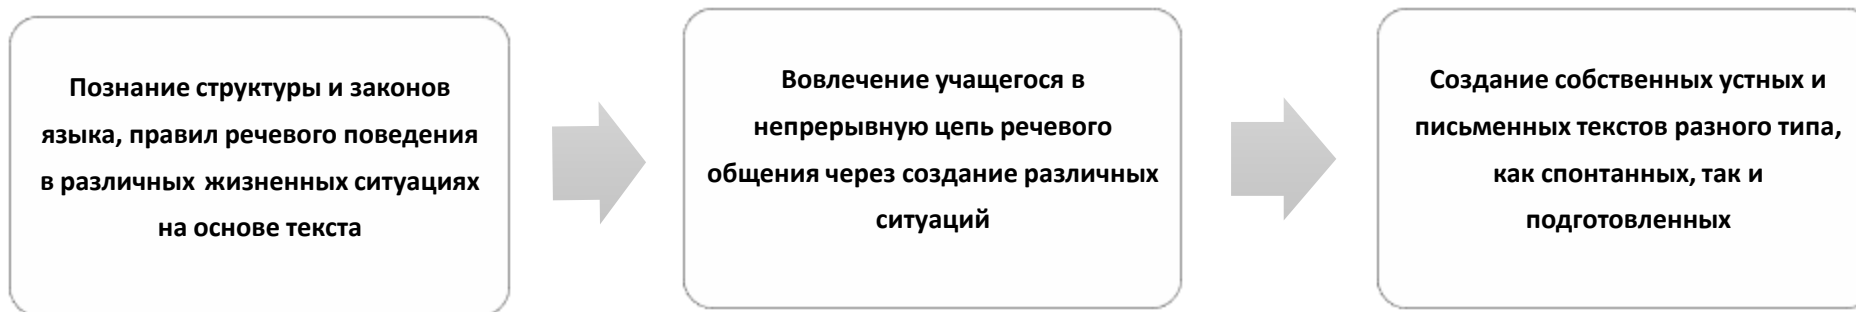 Познание структуры и законов
языка, правил речевого поведения
в различных жизненных ситуациях
на основе текста
Вовлечение учащегося в
непрерывную цепь речевого
общения через создание различных
ситуаций
Создание собственных устных и
письменных текстов разного типа,
как спонтанных, так и
подготовленных